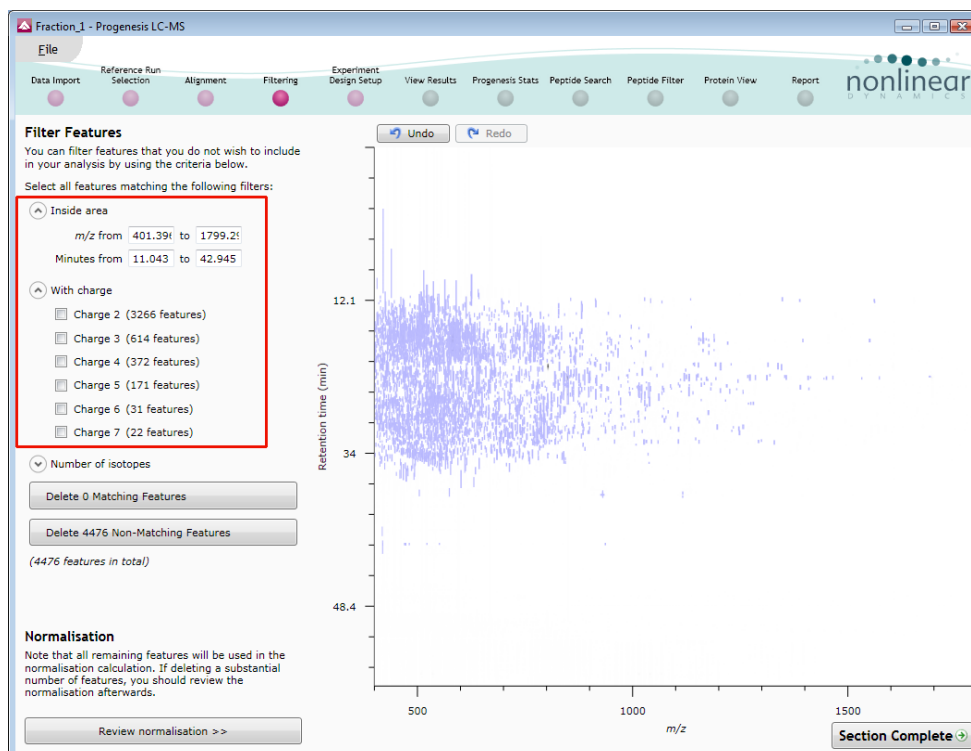 Fraction_1 - Progenesis LC-MS
File
Data Import
Reference Run
Selection
Alignment
Filtering
Experiment
Design Setup
View Results
Progenesis Stats
Peptide Search
Peptide Filter
Protein View
Report
nonlinear
DYNAMICS
Filter Features
You can filter features that you do not wish to include
in your analysis by using the criteria below.
Select all features matching the following filters:
Inside area
m/z from 401.396 to 1799.29
Minutes from 11.043 to 42.945
With charge
Charge 2 (3266 features)
Charge 3 (614 features)
Charge 4 (372 features)
Charge 5 (171 features)
Charge 6 (31 features)
Charge 7 (22 features)
Number of isotopes
Delete 0 Matching Features
Delete 4476 Non-Matching Features
(4476 features in total)
Normalisation
Note that all remaining features will be used in the
normalisation calculation. If deleting a substantial
number of features, you should review the
normalisation afterwards.
Review normalisation >>
Undo
Redo
Retention time (min)
12.1
34
48.4
500
1000
1500
m/z
Section Complete